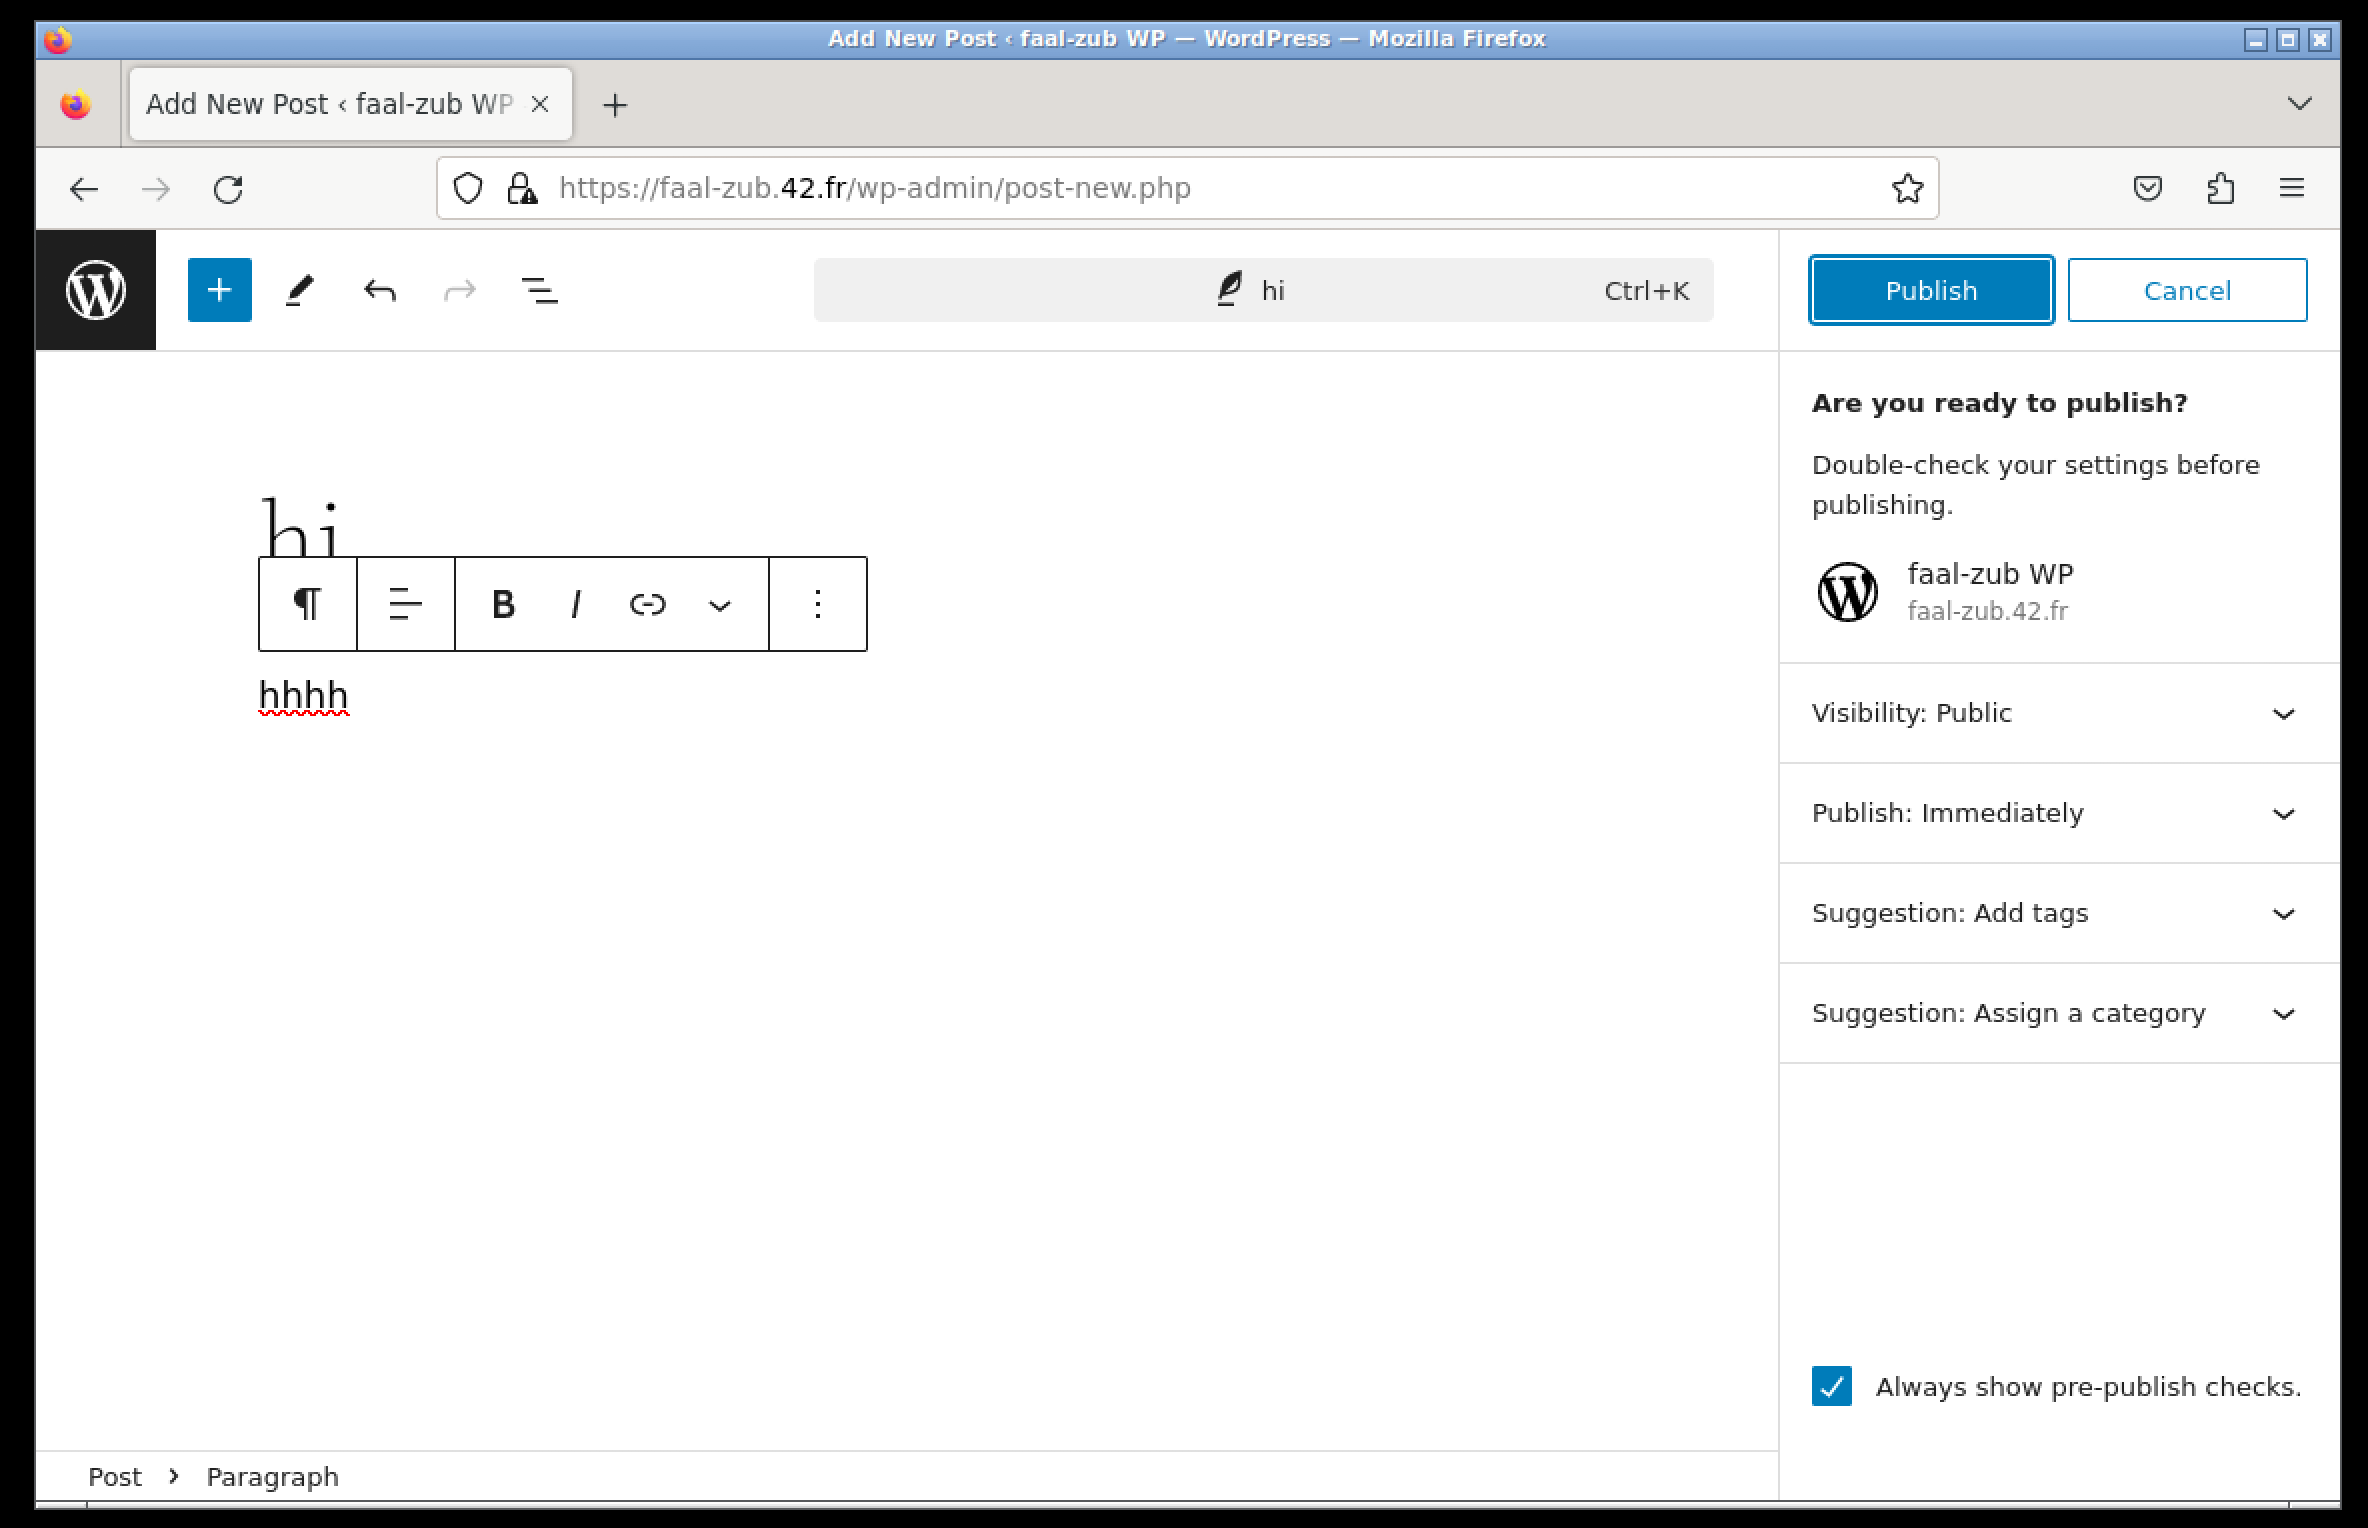 Add New Post ‹ faal-zub WP — WordPress — Mozilla Firefox
Add New Post ‹ faal-zub WP
https://faal-zub.42.fr/wp-admin/post-new.php
hi
Ctrl+K
Publish
Cancel
hi
B I
hhhh
Are you ready to publish?
Double-check your settings before
publishing.
faal-zub WP
faal-zub.42.fr
Visibility: Public
Publish: Immediately
Suggestion: Add tags
Suggestion: Assign a category
Always show pre-publish checks.
Post › Paragraph